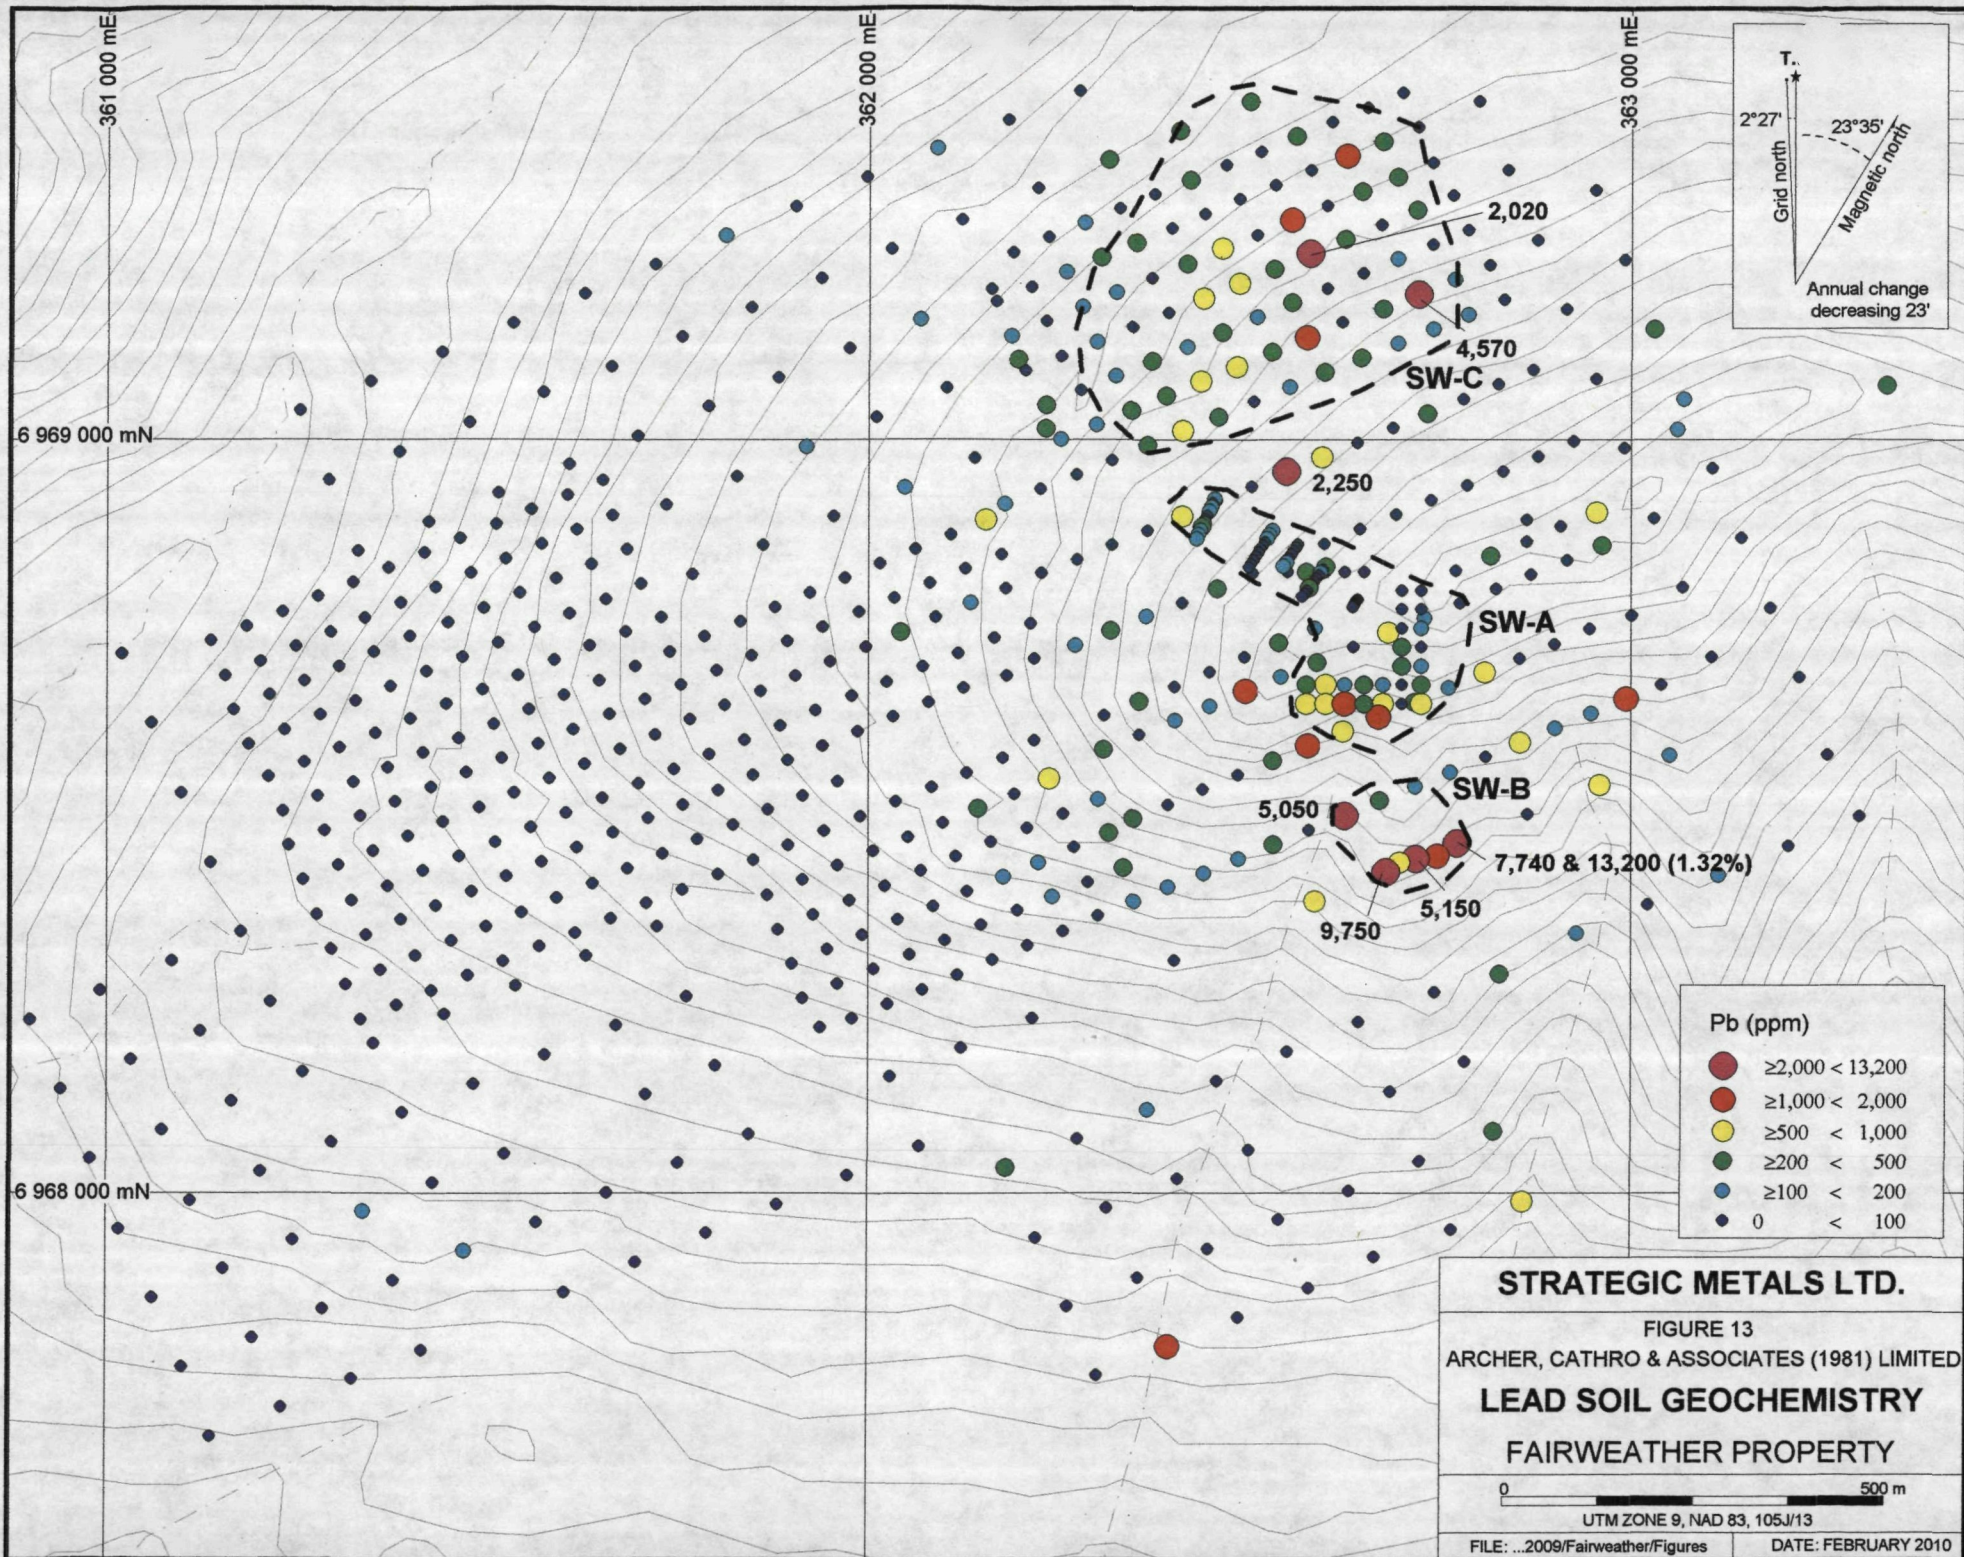 361 000 mE
362 000 mE
363 000 mE
T.
2°27'
23°35'
Grid north
Magnetic north
Annual change
decreasing 23'
2,020
4,570
SW-C
6 969 000 mN
2,250
SW-A
SW-B
5,050
7,740 & 13,200 (1.32%)
5,150
9,750
6 968 000 mN
Pb (ppm)
≥2,000 < 13,200
≥1,000 < 2,000
≥500 < 1,000
≥200 < 500
≥100 < 200
0 < 100
STRATEGIC METALS LTD.
FIGURE 13
ARCHER, CATHRO & ASSOCIATES (1981) LIMITED
LEAD SOIL GEOCHEMISTRY
FAIRWEATHER PROPERTY
0 500 m
UTM ZONE 9, NAD 83, 105J/13
FILE: ...2009/Fairweather/Figures DATE: FEBRUARY 2010